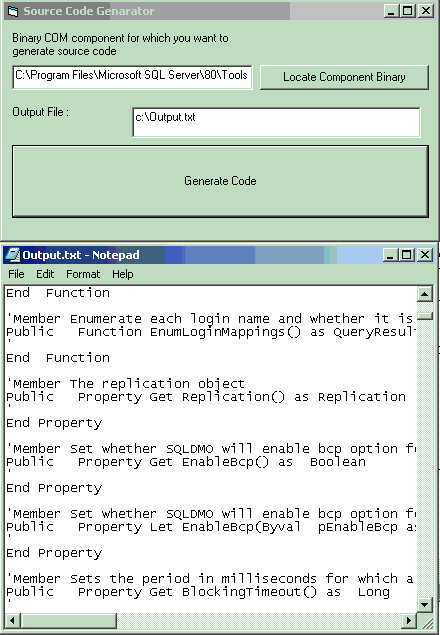 Source Code Genarator
Binary COM component for which you want to
generate source code
C:\Program Files\Microsoft SQL Server\80\Tools
Locate Component Binary
Output File :
c:\Output.txt
Generate Code
Output.txt - Notepad
File Edit Format Help
End  Function
'Member Enumerate each login name and whether it is
Public   Function EnumLoginMappings() as QueryResult
'
End  Function
'Member The replication object
Public   Property Get Replication() as Replication
'
End Property
'Member Set whether SQLDMO will enable bcp option fo
Public   Property Get EnableBcp() as  Boolean
'
End Property
'Member Set whether SQLDMO will enable bcp option fo
Public   Property Let EnableBcp(Byval  pEnableBcp as
'
End Property
'Member Sets the period in milliseconds for which a
Public   Property Get BlockingTimeout() as  Long
'